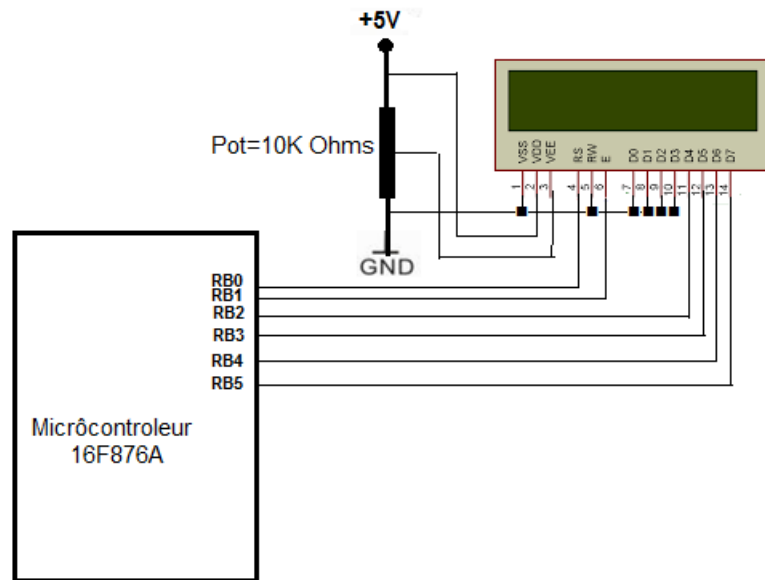 +5V
Pot=10K Ohms
GND
VSS VDD VEE RS RW E D0 D1 D2 D3 D4 D5 D6 D7
1 2 3 4 5 6 7 8 9 10 11 12 13 14
RB0
RB1
RB2
RB3
RB4
RB5
Micrôcontroleur
16F876A